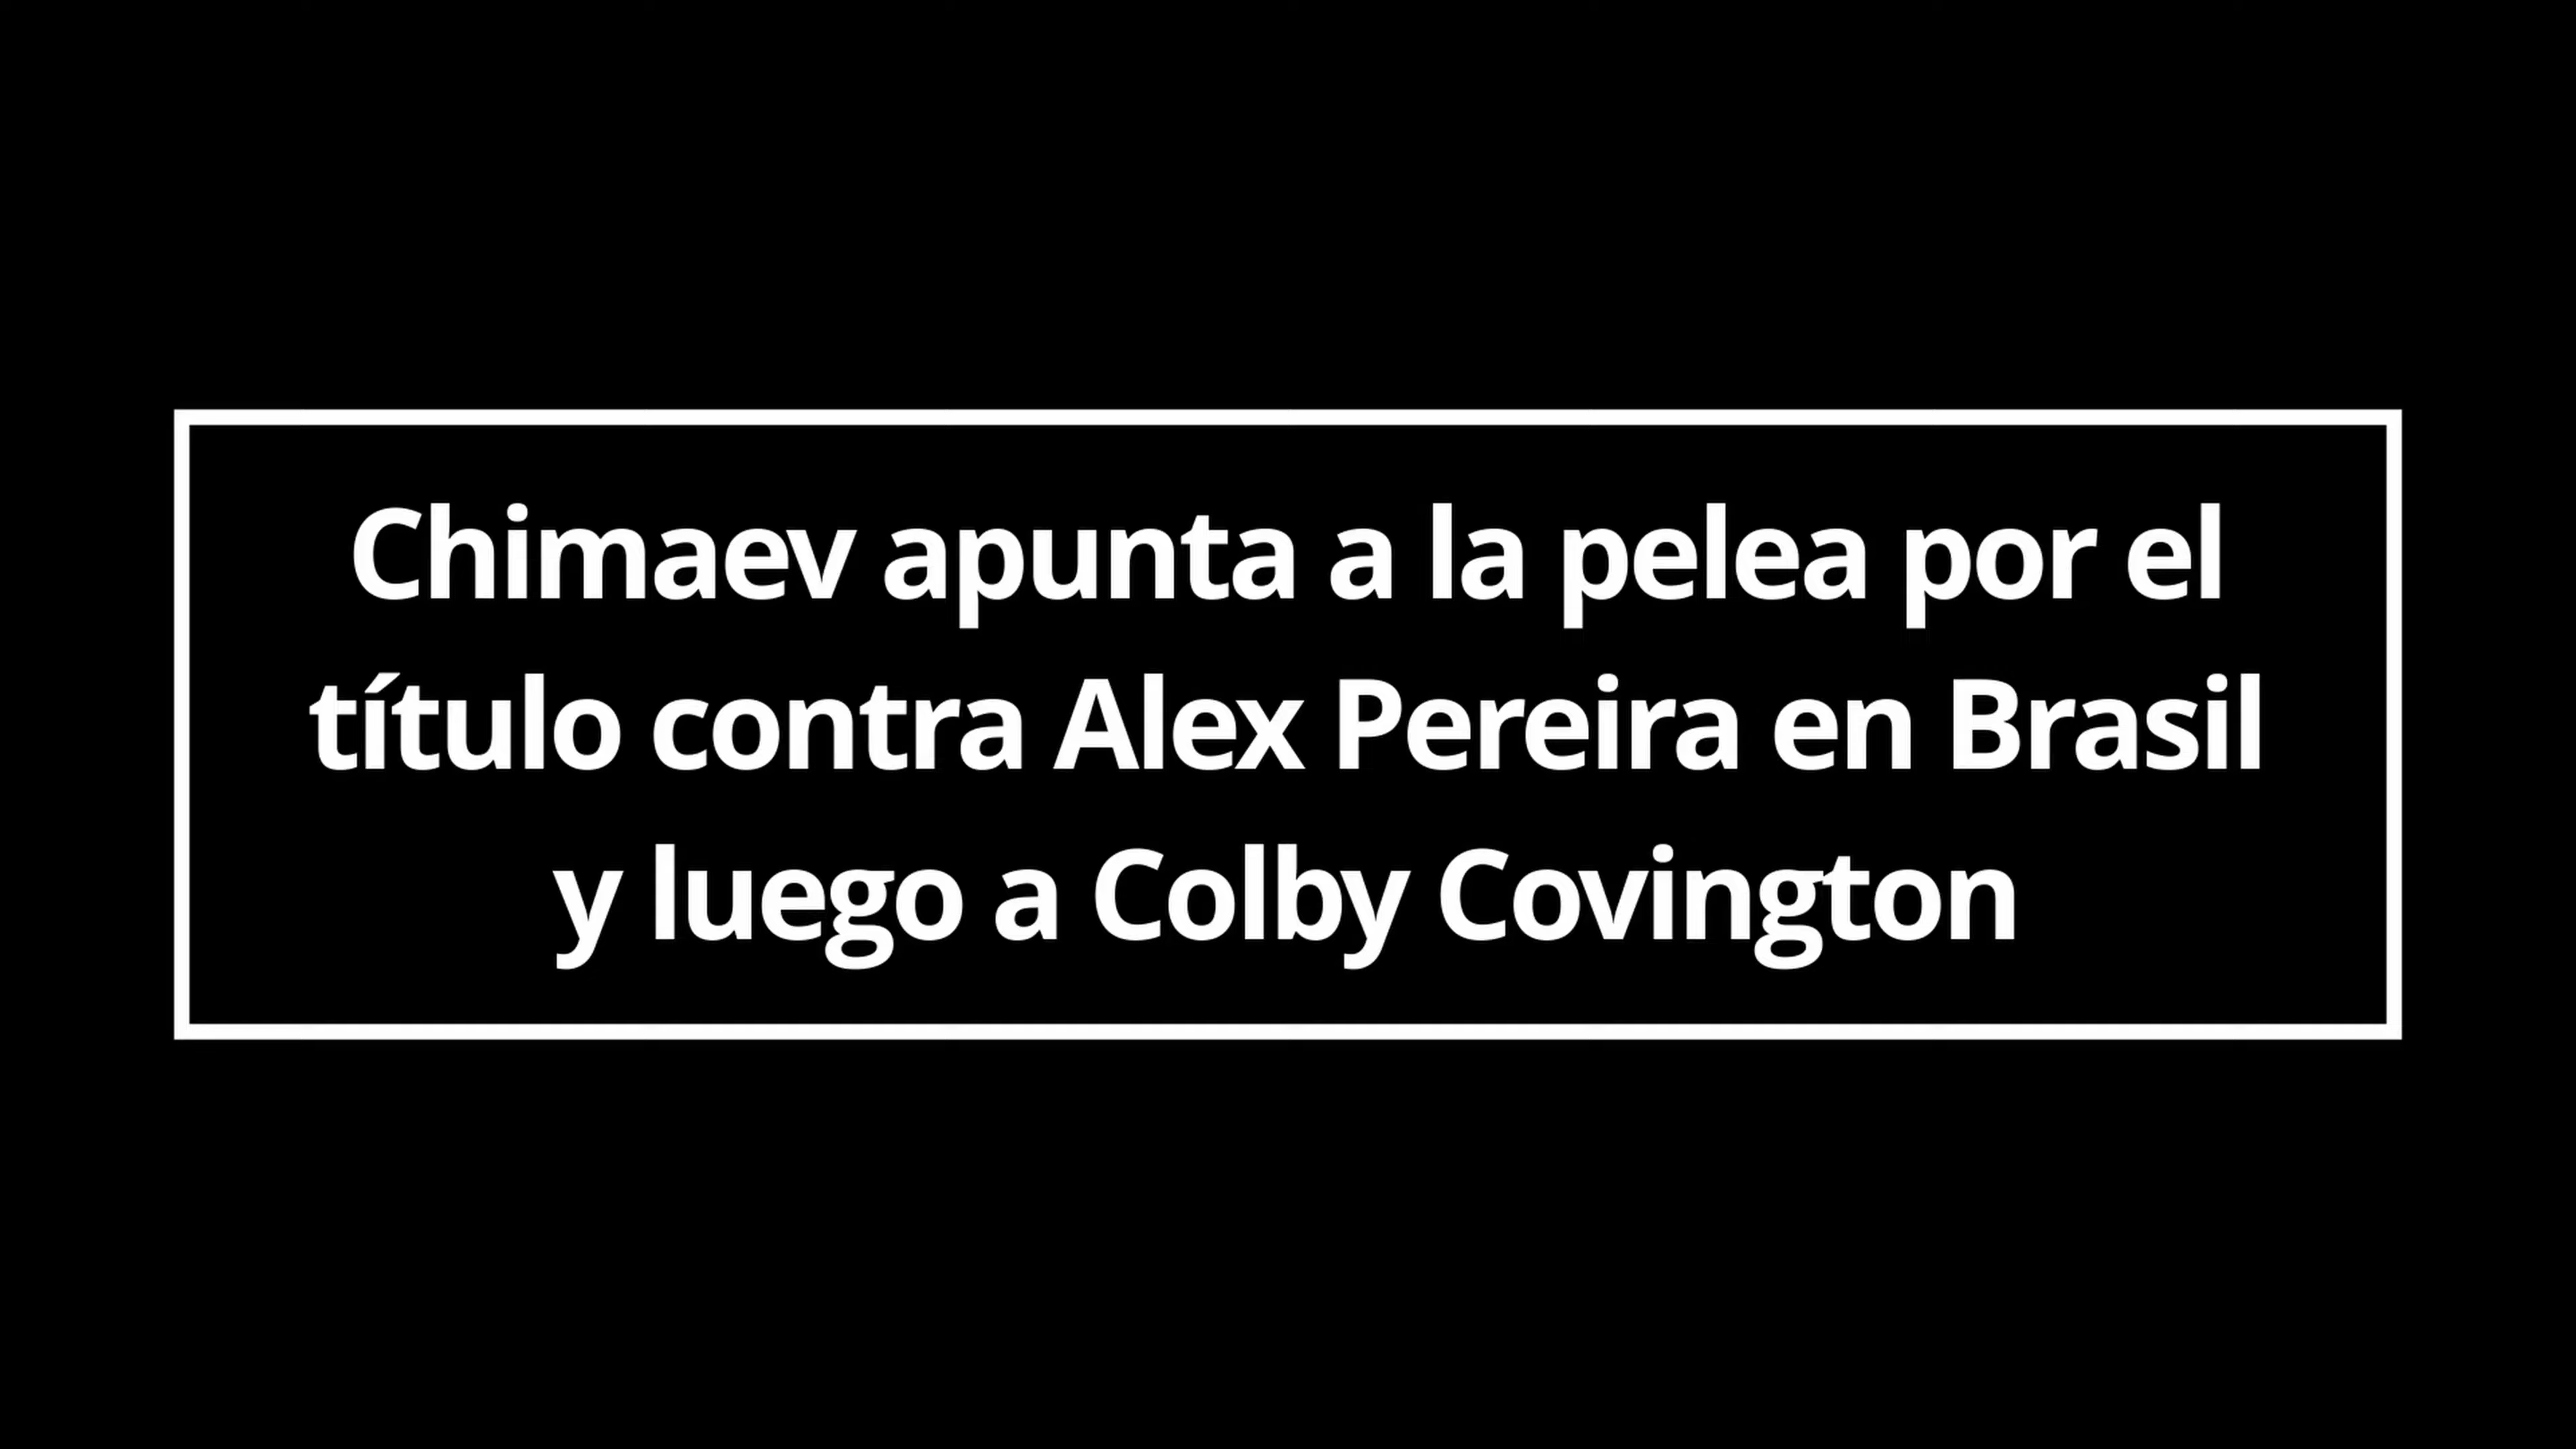 Chimaev apunta a la pelea por el
título contra Alex Pereira en Brasil
y luego a Colby Covington